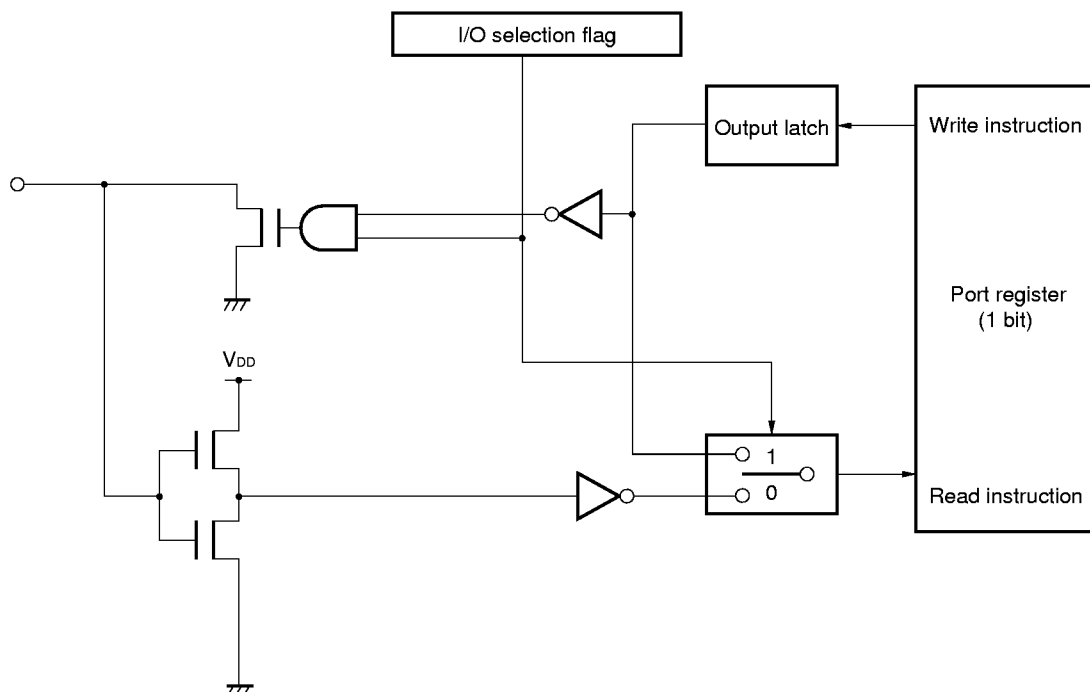 I/O selection flag
Output latch
Write instruction
Port register
(1 bit)
VDD
1
0
Read instruction